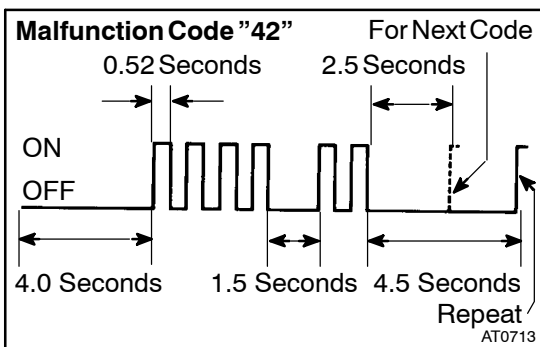 Malfunction Code ”42” For Next Code
0.52 Seconds 2.5 Seconds
ON
OFF
4.0 Seconds 1.5 Seconds 4.5 Seconds
Repeat
AT0713